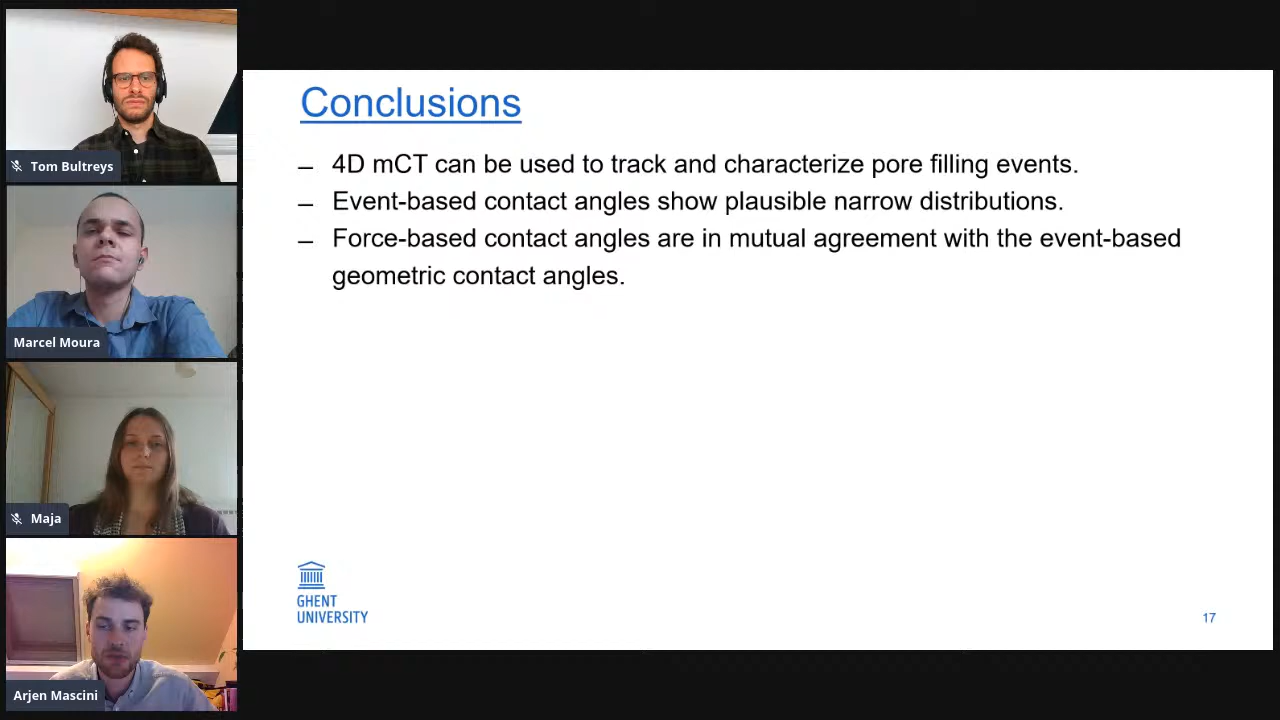 Tom Bultreys
Marcel Moura
Maja
Arjen Mascini
Conclusions
– 4D mCT can be used to track and characterize pore filling events.
– Event-based contact angles show plausible narrow distributions.
– Force-based contact angles are in mutual agreement with the event-based
geometric contact angles.
GHENT
UNIVERSITY
17